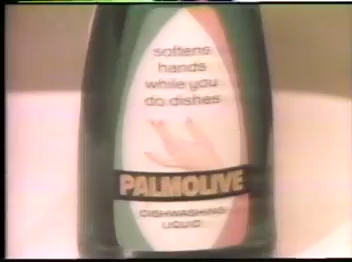 softens
hands
while you
do dishes
PALMOLIVE
DISHWASHING
LIQUID